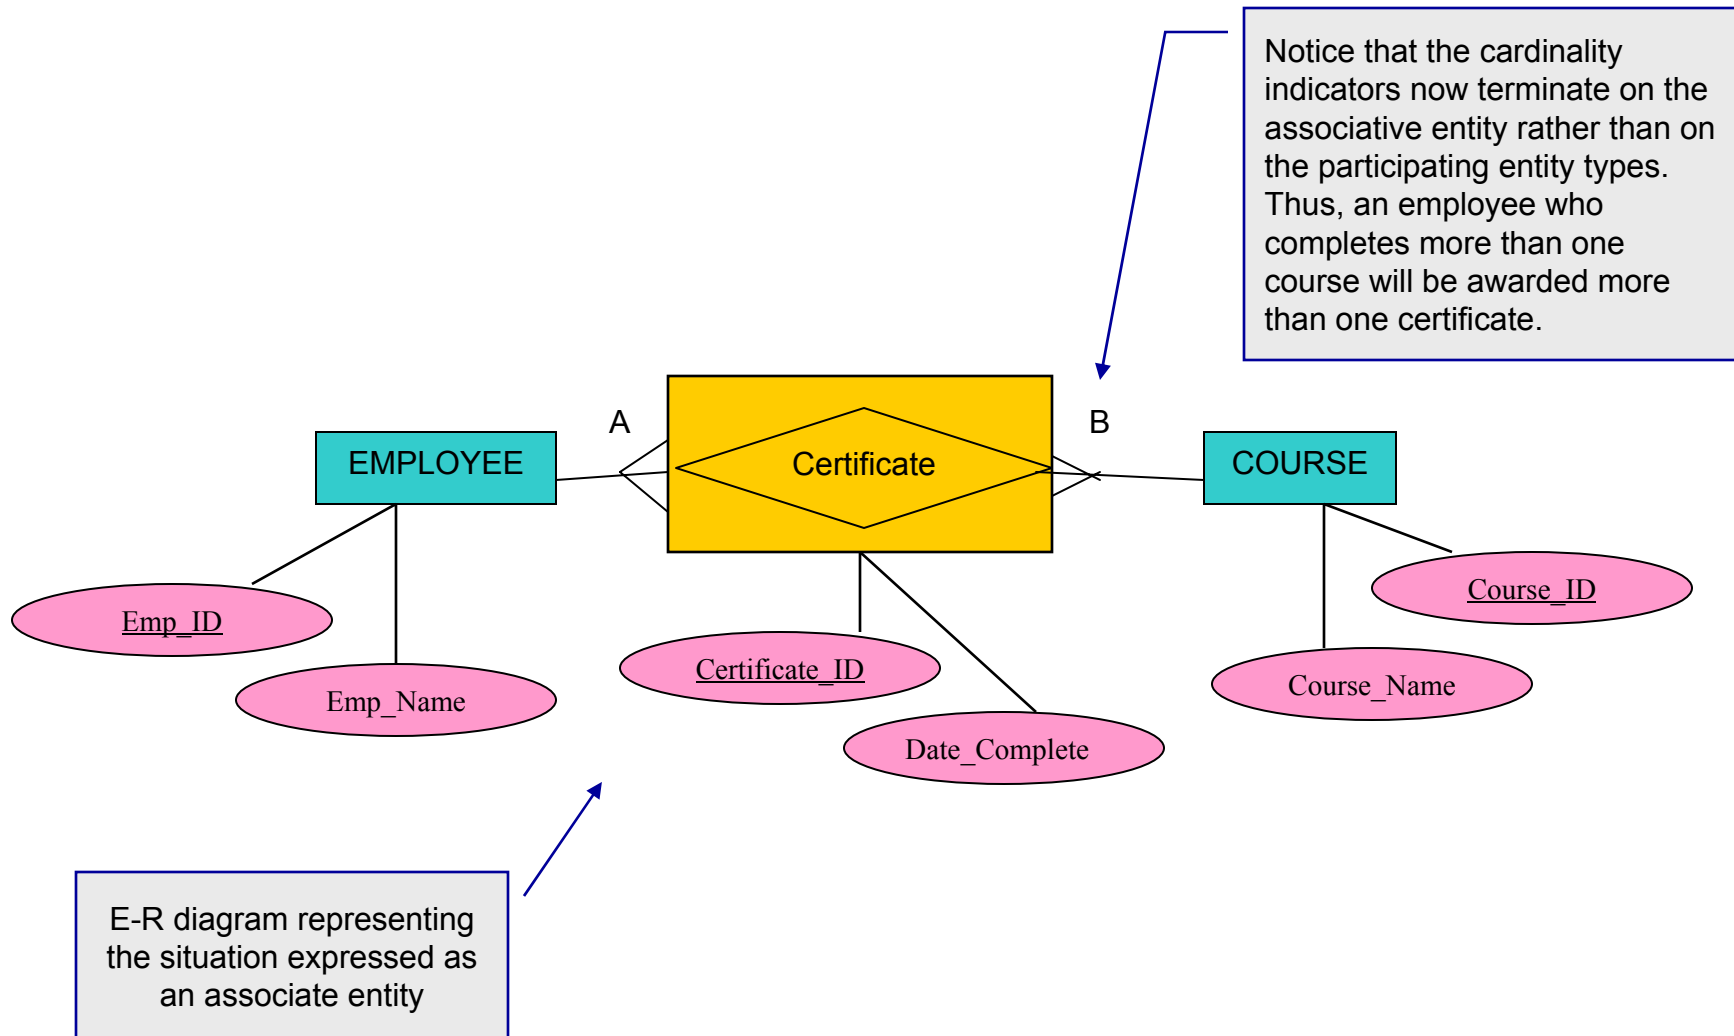 Notice that the cardinality
indicators now terminate on the
associative entity rather than on
the participating entity types.
Thus, an employee who
completes more than one
course will be awarded more
than one certificate.
A
B
EMPLOYEE
Certificate
COURSE
Emp_ID
Emp_Name
Certificate_ID
Date_Complete
Course_ID
Course_Name
E-R diagram representing
the situation expressed as
an associate entity